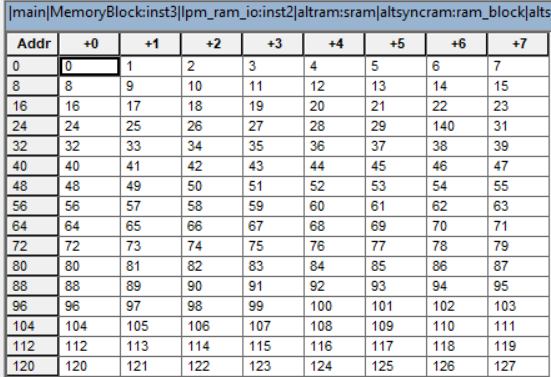 |main|MemoryBlock:inst3|lpm_ram_io:inst2|altram:sram|altsyncram:ram_block|alts
Addr +0 +1 +2 +3 +4 +5 +6 +7
0 0 1 2 3 4 5 6 7
8 8 9 10 11 12 13 14 15
16 16 17 18 19 20 21 22 23
24 24 25 26 27 28 29 140 31
32 32 33 34 35 36 37 38 39
40 40 41 42 43 44 45 46 47
48 48 49 50 51 52 53 54 55
56 56 57 58 59 60 61 62 63
64 64 65 66 67 68 69 70 71
72 72 73 74 75 76 77 78 79
80 80 81 82 83 84 85 86 87
88 88 89 90 91 92 93 94 95
96 96 97 98 99 100 101 102 103
104 104 105 106 107 108 109 110 111
112 112 113 114 115 116 117 118 119
120 120 121 122 123 124 125 126 127